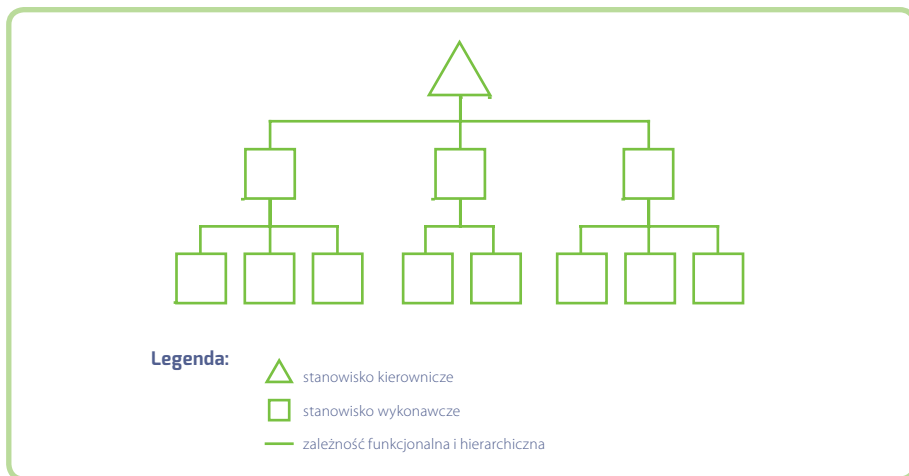 Legenda:
stanowisko kierownicze
stanowisko wykonawcze
zależność funkcjonalna i hierarchiczna